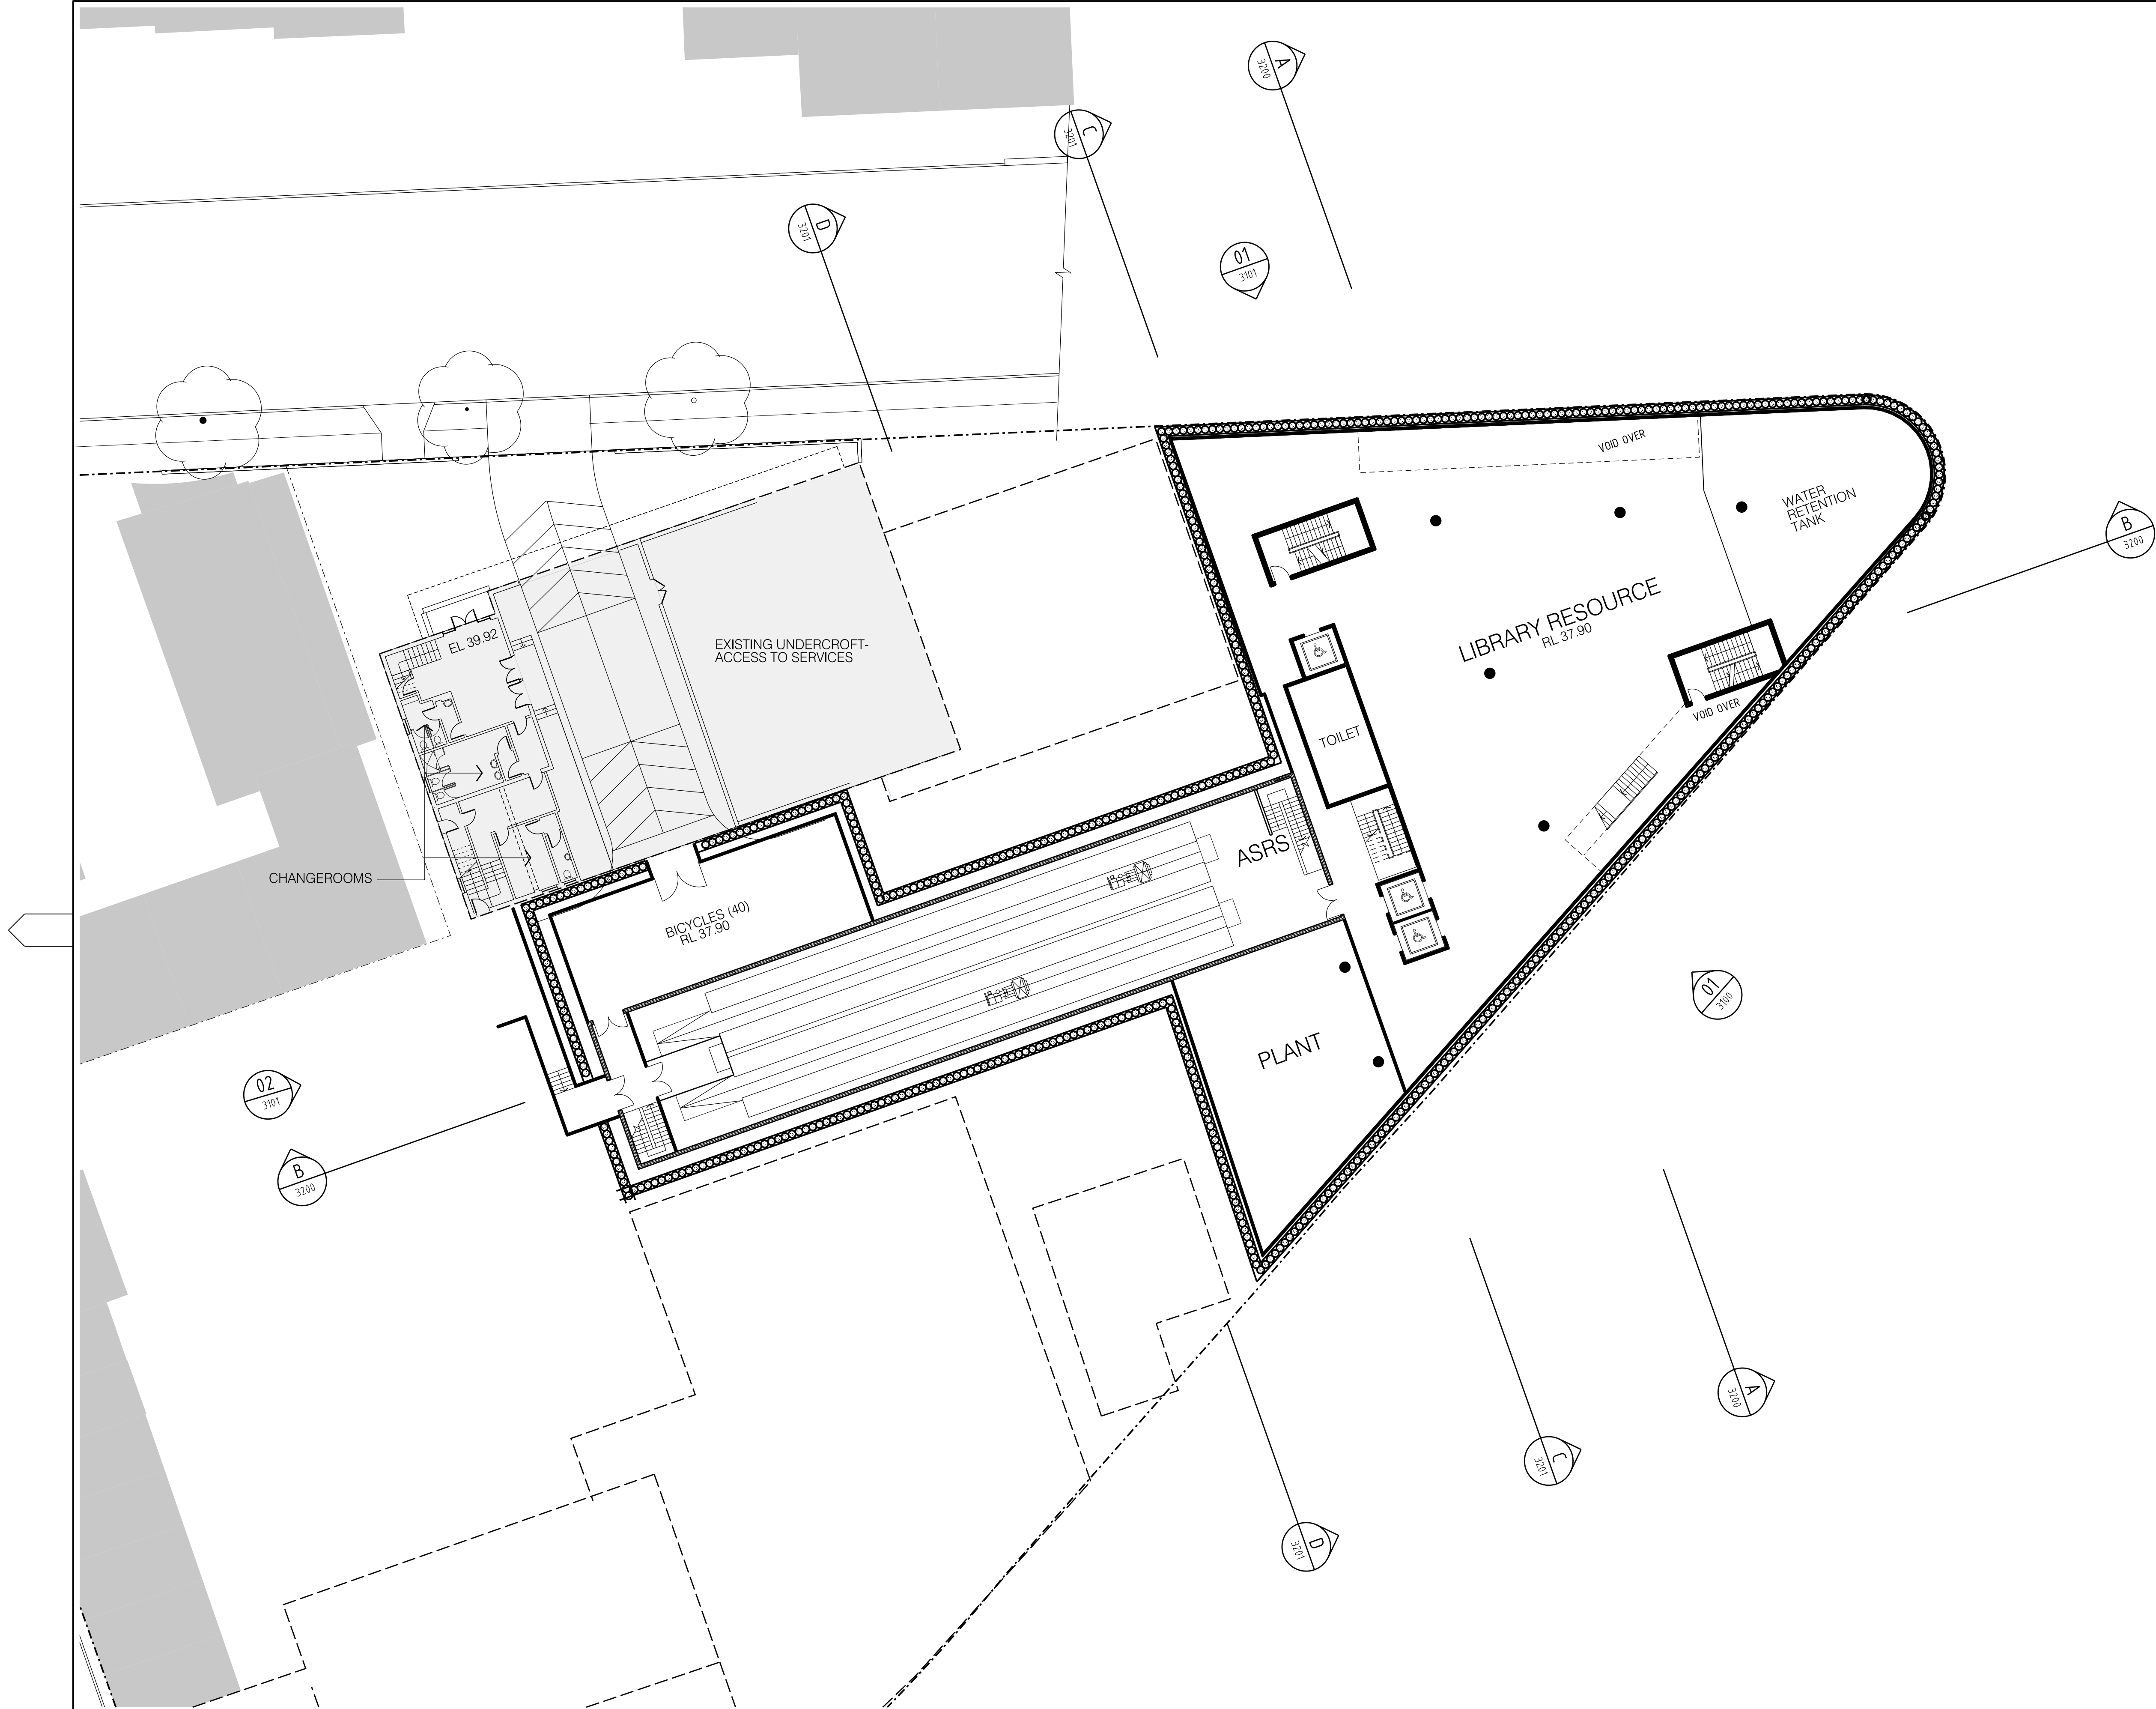 A
3200
C
3201
D
3201
01
3101
VOID OVER
WATER
RETENTION
TANK
B
3200
LIBRARY RESOURCE
RL 37.90
EL 39.92
EXISTING UNDERCROFT-
ACCESS TO SERVICES
VOID OVER
TOILET
ASRS
CHANGEROOMS
BICYCLES (40)
RL 37.90
01
3100
PLANT
02
3101
B
3200
A
3200
C
3201
D
3201